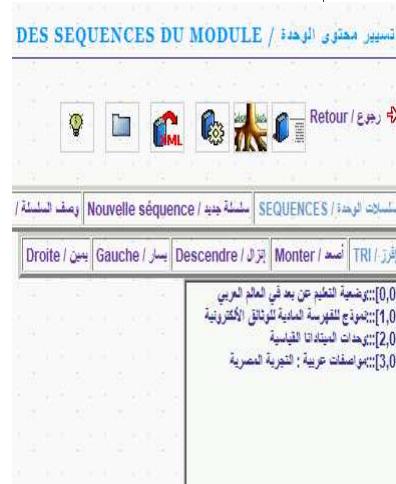 تسيير محتوى الوحدة / DES SEQUENCES DU MODULE
رجوع / Retour
XML
سلسلات الوحدة / SEQUENCES سلسلة جديد / Nouvelle séquence وصف السلسلة /
إفرز / TRI أصعد / Monter إنزال / Descendre يسار / Gauche يمين / Droite
[0,0:::وضعية التعليم عن بعد في العالم العربي
[1,0:::نموذج للفهرسة المادية للوثائق الألكترونية
[2,0:::وحدات الميتاداتا القياسية
[3,0:::مواصفات عربية : التجربة المصرية